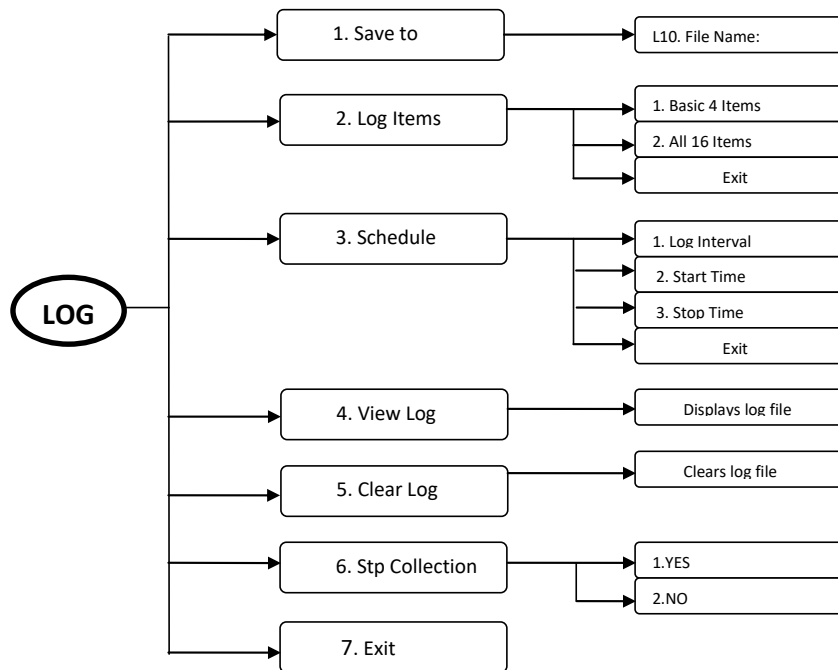 1. Save to
L10. File Name:
2. Log Items
1. Basic 4 Items
2. All 16 Items
Exit
3. Schedule
1. Log Interval
2. Start Time
3. Stop Time
Exit
LOG
4. View Log
Displays log file
5. Clear Log
Clears log file
6. Stp Collection
1.YES
2.NO
7. Exit